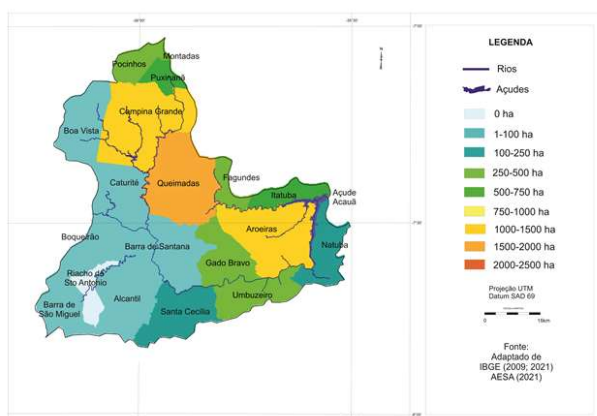 Montadas
Pocinhos
Puxinanã
Campina Grande
Boa Vista
Caturité
Queimadas
Fagundes
Itatuba
Açude
Acauã
Aroeiras
Natuba
Boqueirão
Barra de Santana
Gado Bravo
Riacho de
Sto Antonio
Umbuzeiro
Barra de
São Miguel
Alcantil
Santa Cecília
LEGENDA
Rios
Açudes
0 ha
1-100 ha
100-250 ha
250-500 ha
500-750 ha
750-1000 ha
1000-1500 ha
1500-2000 ha
2000-2500 ha
Projeção UTM
Datum SAD 69
0 10km
Fonte:
Adaptado de
IBGE (2009; 2021)
AESA (2021)